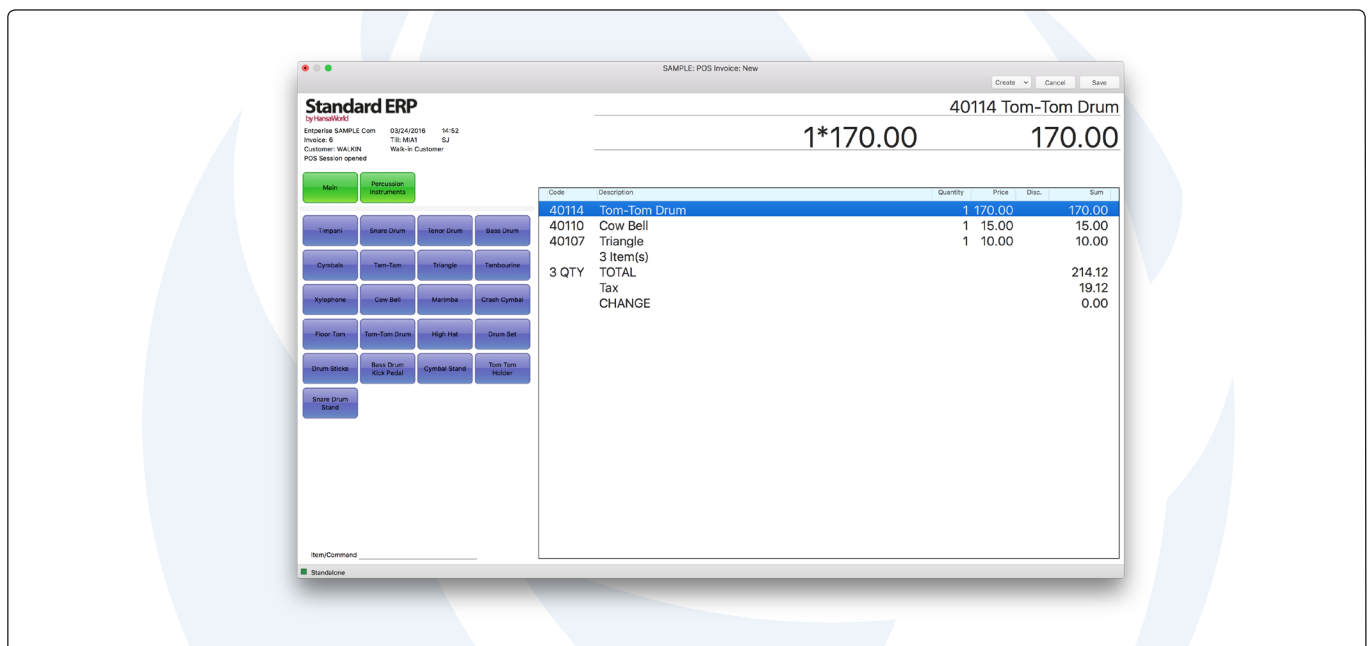 SAMPLE: POS Invoice: New
Create Cancel Save
Standard ERP
by HansaWorld
Entperise SAMPLE Com 03/24/2016 14:52
Invoice: 6 Till: MIA1 SJ
Customer: WALKIN Walk-in Customer
POS Session opened
40114 Tom-Tom Drum
1*170.00 170.00
Main
Percussion
Instruments
Timpani Snare Drum Tenor Drum Bass Drum
Cymbals Tam-Tam Triangle Tambourine
Xylophone Cow Bell Marimba Crash Cymbal
Floor Tom Tom-Tom Drum High Hat Drum Set
Drum Sticks
Bass Drum
Kick Pedal
Cymbal Stand
Tom Tom
Holder
Snare Drum
Stand
Code Description Quantity Price Disc. Sum
40114 Tom-Tom Drum 1 170.00 170.00
40110 Cow Bell 1 15.00 15.00
40107 Triangle 1 10.00 10.00
3 Item(s)
3 QTY TOTAL 214.12
Tax 19.12
CHANGE 0.00
Item/Command
Standalone